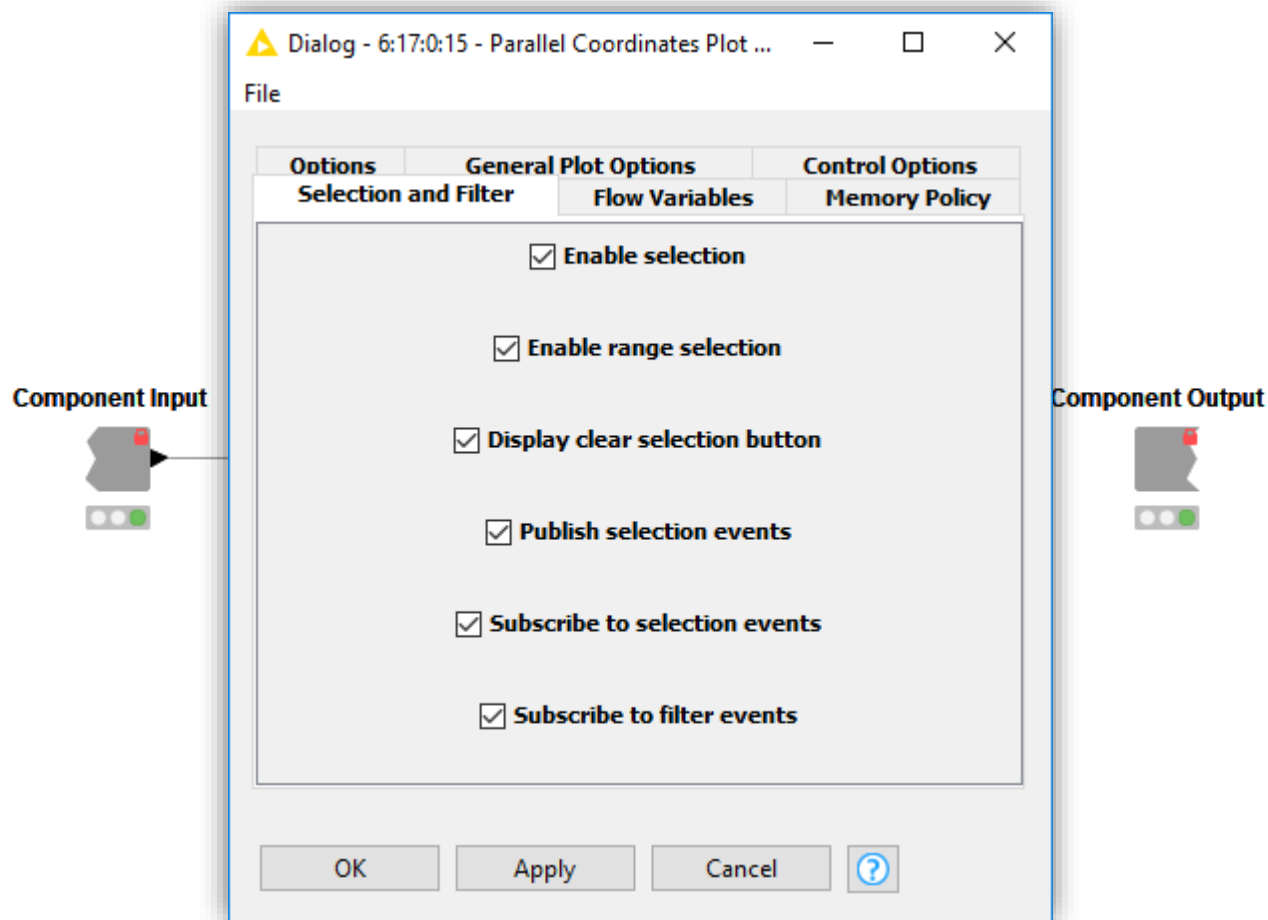 Dialog - 6:17:0:15 - Parallel Coordinates Plot ...
File
Options General Plot Options Control Options
Selection and Filter Flow Variables Memory Policy
Enable selection
Enable range selection
Component Input
Component Output
Display clear selection button
Publish selection events
Subscribe to selection events
Subscribe to filter events
OK Apply Cancel ?